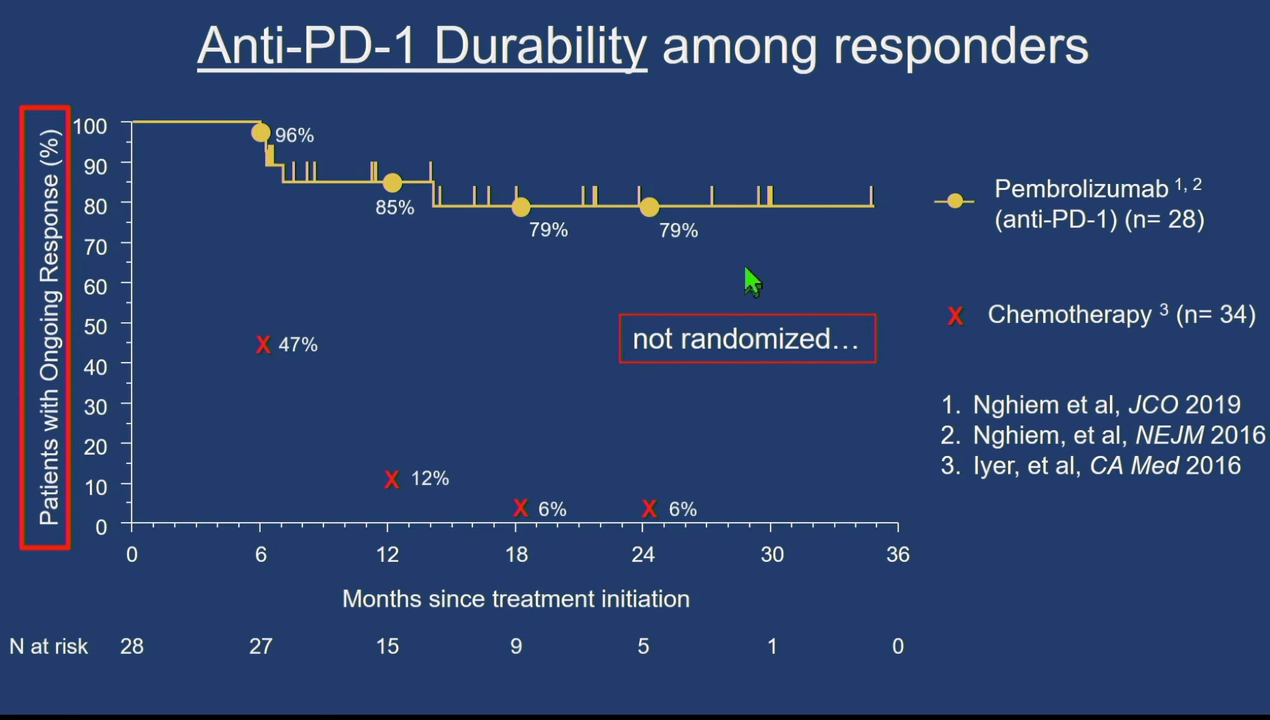 Anti-PD-1 Durability among responders
Patients with Ongoing Response (%)
100
90
80
70
60
50
40
30
20
10
0
96%
85%
79%
79%
47%
12%
6%
6%
not randomized…
0 6 12 18 24 30 36
Months since treatment initiation
N at risk 28 27 15 9 5 1 0
Pembrolizumab 1, 2
(anti-PD-1) (n= 28)
X Chemotherapy 3 (n= 34)
1. Nghiem et al, JCO 2019
2. Nghiem, et al, NEJM 2016
3. Iyer, et al, CA Med 2016